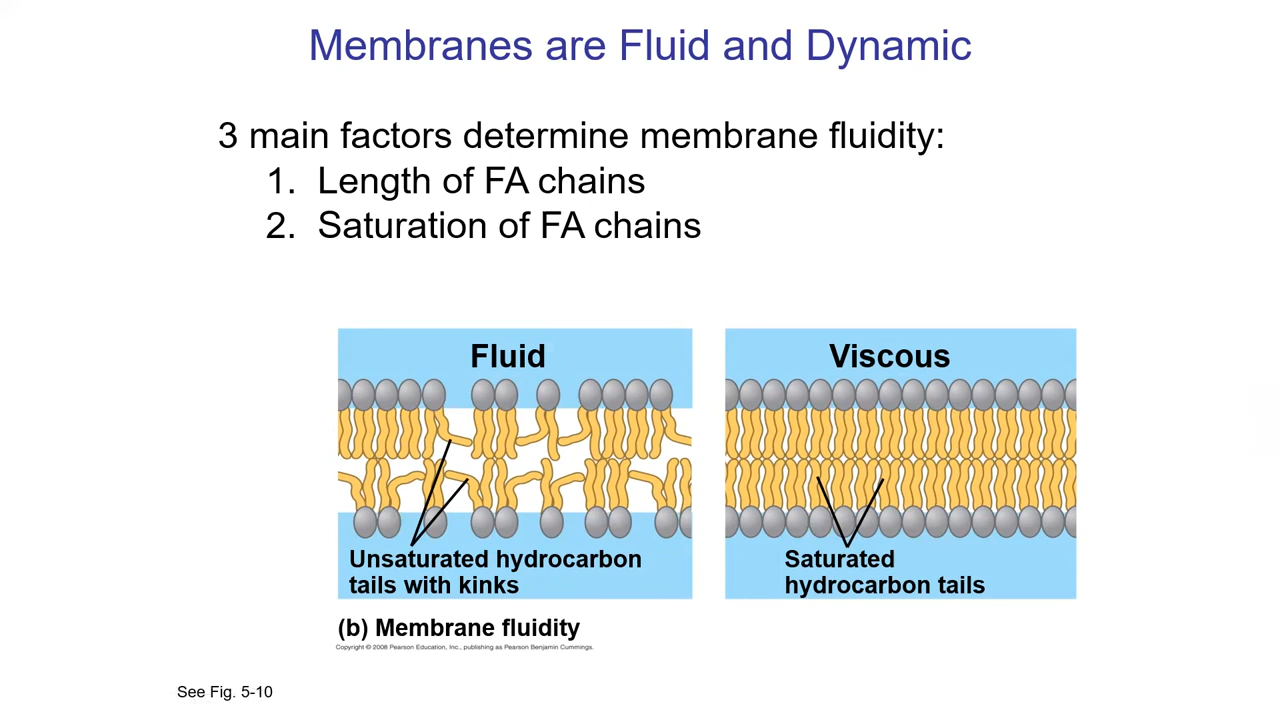 Membranes are Fluid and Dynamic
3 main factors determine membrane fluidity:
1. Length of FA chains
2. Saturation of FA chains
Fluid
Unsaturated hydrocarbon
tails with kinks
Viscous
Saturated
hydrocarbon tails
(b) Membrane fluidity
Copyright © 2008 Pearson Education, Inc., publishing as Pearson Benjamin Cummings.
See Fig. 5-10